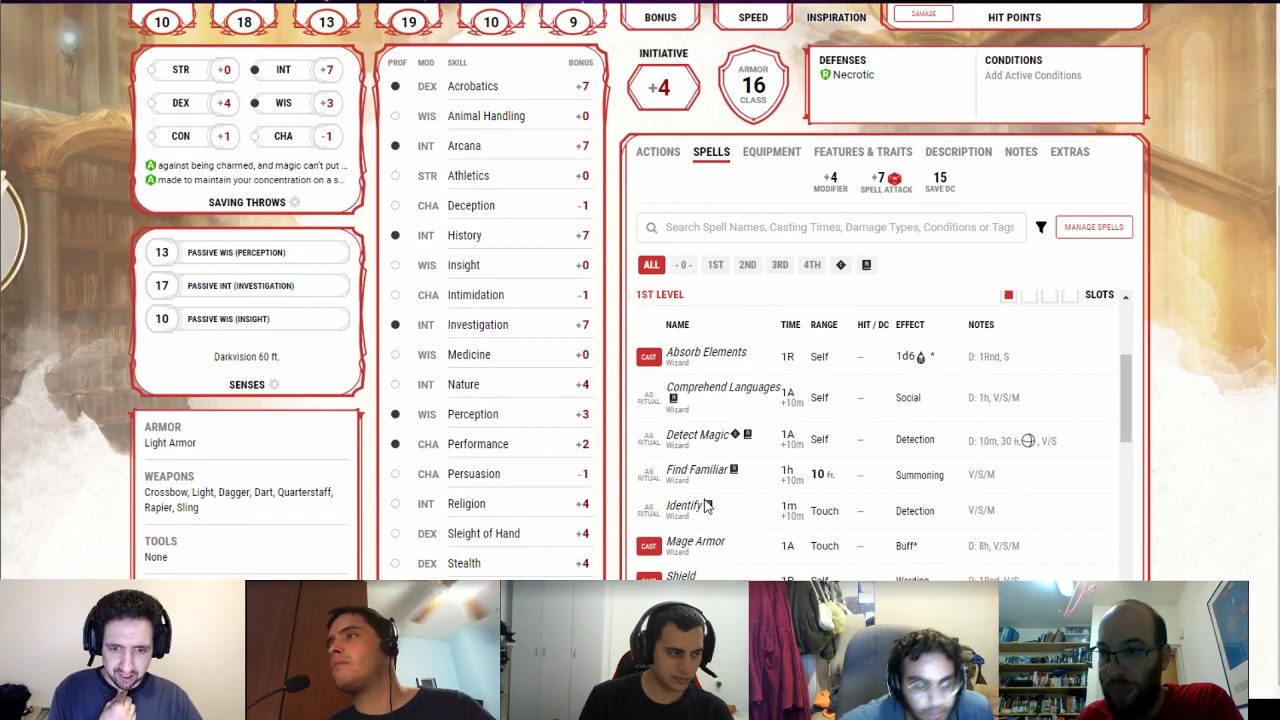 10 18 13 19 10 9
BONUS SPEED INSPIRATION DAMAGE HIT POINTS
STR +0 INT +7
DEX +4 WIS +3
CON +1 CHA -1
against being charmed, and magic can't put ...
made to maintain your concentration on a s...
SAVING THROWS
13 PASSIVE WIS (PERCEPTION)
17 PASSIVE INT (INVESTIGATION)
10 PASSIVE WIS (INSIGHT)
Darkvision 60 ft.
SENSES
ARMOR
Light Armor
WEAPONS
Crossbow, Light, Dagger, Dart, Quarterstaff,
Rapier, Sling
TOOLS
None
PROF MOD SKILL BONUS
DEX Acrobatics +7
WIS Animal Handling +0
INT Arcana +7
STR Athletics +0
CHA Deception -1
INT History +7
WIS Insight +0
CHA Intimidation -1
INT Investigation +7
WIS Medicine +0
INT Nature +4
WIS Perception +3
CHA Performance +2
CHA Persuasion -1
INT Religion +4
DEX Sleight of Hand +4
DEX Stealth +4
INITIATIVE
+4
ARMOR
16
CLASS
DEFENSES
R Necrotic
CONDITIONS
Add Active Conditions
ACTIONS SPELLS EQUIPMENT FEATURES & TRAITS DESCRIPTION NOTES EXTRAS
+4 +7 15
MODIFIER SPELL ATTACK SAVE DC
Search Spell Names, Casting Times, Damage Types, Conditions or Tags
MANAGE SPELLS
ALL - 0 - 1ST 2ND 3RD 4TH
1ST LEVEL SLOTS
NAME TIME RANGE HIT / DC EFFECT NOTES
CAST Absorb Elements 1R Self -- 1d6 * D: 1Rnd, S
Wizard
AS RITUAL Comprehend Languages 1A +10m Self -- Social D: 1h, V/S/M
Wizard
AS RITUAL Detect Magic 1A +10m Self -- Detection D: 10m, 30 ft. , V/S
Wizard
AS RITUAL Find Familiar 1h +10m 10 ft. -- Summoning V/S/M
Wizard
AS RITUAL Identify 1m +10m Touch -- Detection V/S/M
Wizard
CAST Mage Armor 1A Touch -- Buff* D: 8h, V/S/M
Wizard
Shield 1R Self -- Warding D: 1Rnd, V/S